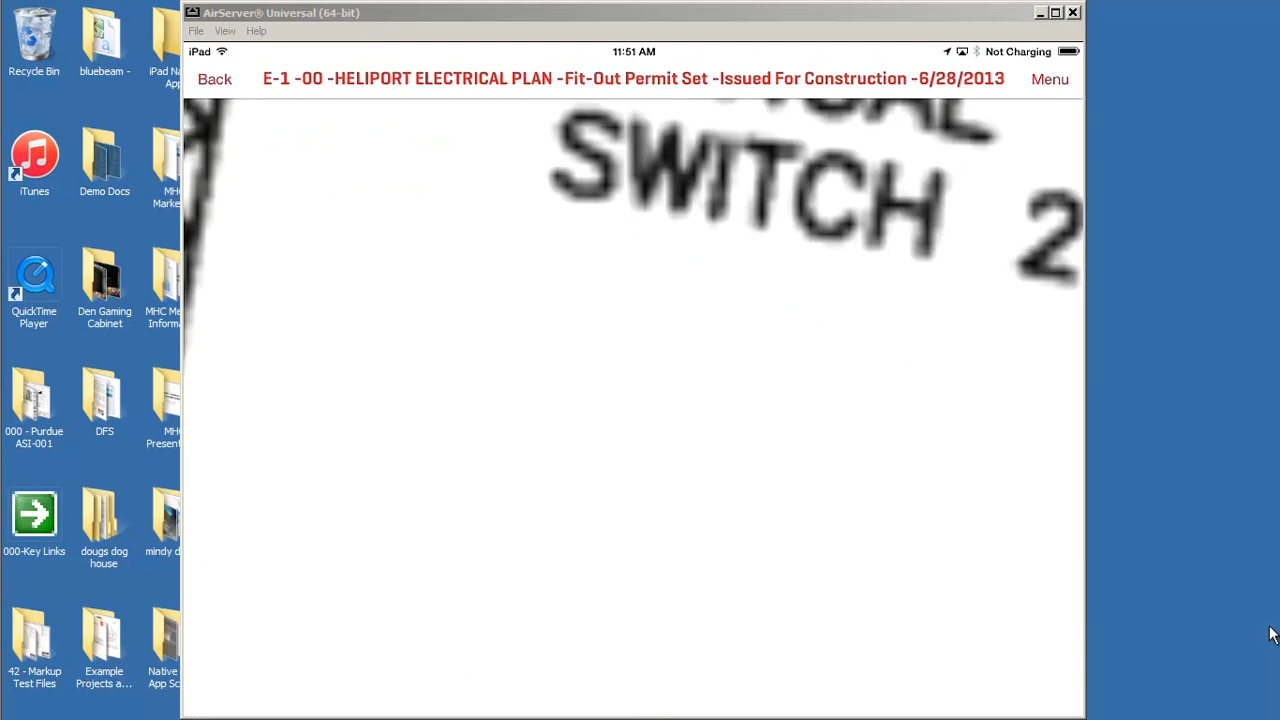 AirServer® Universal (64-bit)
File View Help
iPad 11:51 AM Not Charging
Back E-1 -00 -HELIPORT ELECTRICAL PLAN -Fit-Out Permit Set -Issued For Construction -6/28/2013 Menu
SWITCH 2
Recycle Bin
bluebeam -
iPad Na
App
iTunes
Demo Docs
MH
Marke
QuickTime
Player
Den Gaming
Cabinet
MHC Me
Informa
000 - Purdue
ASI-001
DFS
MHC
Present
000-Key Links
dougs dog
house
mindy d
42 - Markup
Test Files
Example
Projects a...
Native
App Sc